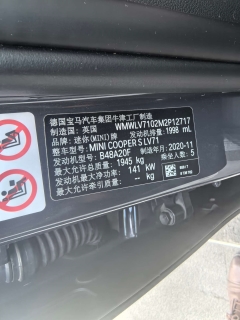 德国宝马汽车集团牛津工厂制造
制造国：英国 WMWLV7102M2P12717
品牌：迷你(MINI)牌 发动机排量：1998 mL
整车型号：MINI COOPER S LV71
发动机型号：B48A20F 制造年月：2020-11
最大允许总质量：1945 kg 乘坐人数：5
发动机最大净功率：141 kW
最大允许牵引质量：-- kg